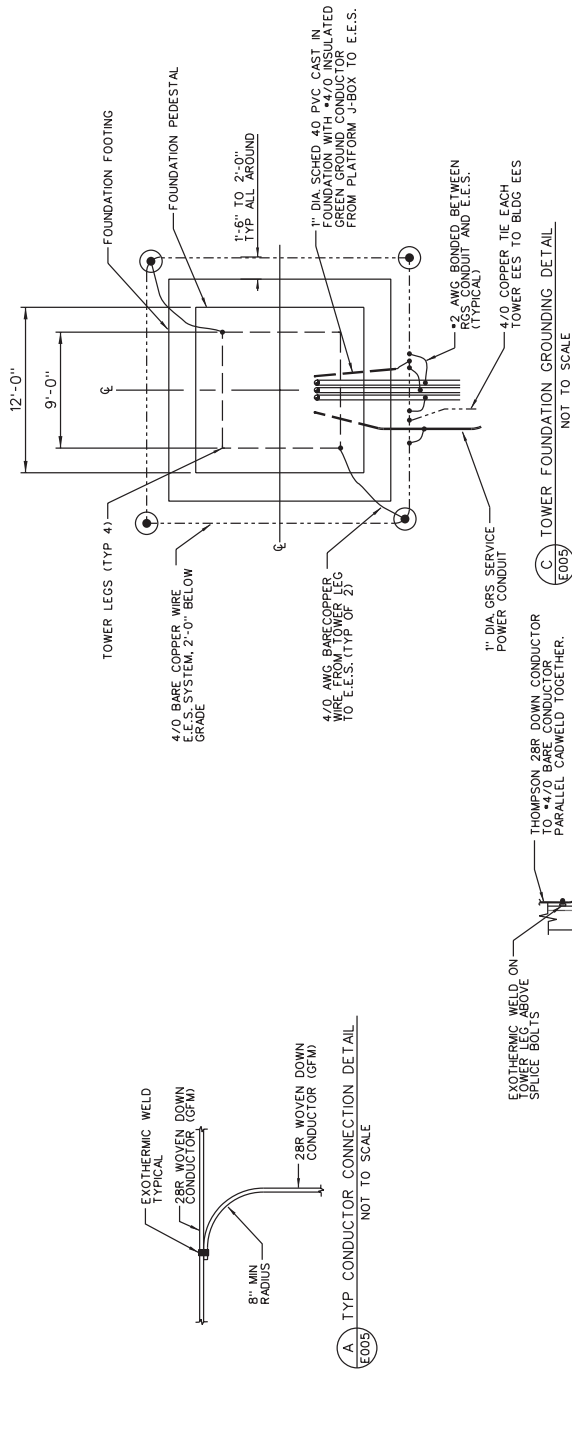 EXOTHERMIC WELD
TYPICAL
28R WOVEN DOWN
CONDUCTOR (GFM)
8" MIN
RADIUS
28R WOVEN DOWN
CONDUCTOR (GFM)
A
E005
TYP CONDUCTOR CONNECTION DETAIL
NOT TO SCALE
EXOTHERMIC WELD ON
TOWER LEG ABOVE
SPLICE BOLTS
THOMPSON 28R DOWN CONDUCTOR
TO #4/0 BARE CONDUCTOR
PARALLEL CADWELD TOGETHER.
12'-0"
9'-0"
℄
TOWER LEGS (TYP 4)
FOUNDATION FOOTING
FOUNDATION PEDESTAL
4/0 BARE COPPER WIRE
E.E.S. SYSTEM, 2'-0" BELOW
GRADE
1'-6" TO 2'-0"
TYP ALL AROUND
℄
4/0 AWG BARECOPPER
WIRE FROM TOWER LEG
TO E.E.S. (TYP OF 2)
1" DIA. SCHED 40 PVC CAST IN
FOUNDATION WITH #4/0 INSULATED
GREEN GROUND CONDUCTOR
FROM PLATFORM J-BOX TO E.E.S.
#2 AWG BONDED BETWEEN
RGS CONDUIT AND E.E.S.
(TYPICAL)
1" DIA. GRS SERVICE
POWER CONDUIT
4/0 COPPER TIE EACH
TOWER EES TO BLDG EES
C
E005
TOWER FOUNDATION GROUNDING DETAIL
NOT TO SCALE